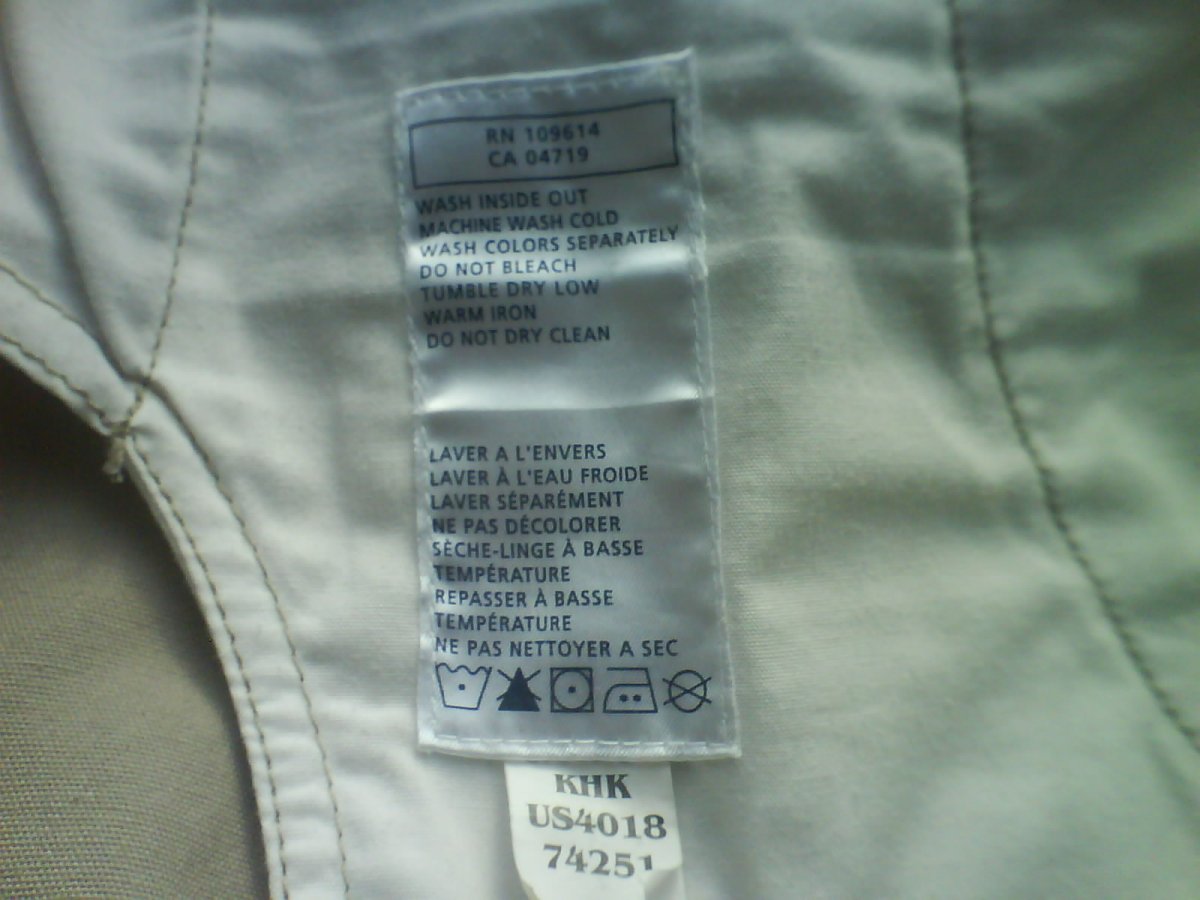 RN 109614
CA 04719
WASH INSIDE OUT
MACHINE WASH COLD
WASH COLORS SEPARATELY
DO NOT BLEACH
TUMBLE DRY LOW
WARM IRON
DO NOT DRY CLEAN
LAVER A L'ENVERS
LAVER À L'EAU FROIDE
LAVER SÉPARÉMENT
NE PAS DÉCOLORER
SÈCHE-LINGE À BASSE
TEMPÉRATURE
REPASSER À BASSE
TEMPÉRATURE
NE PAS NETTOYER A SEC
KHK
US4018
74251